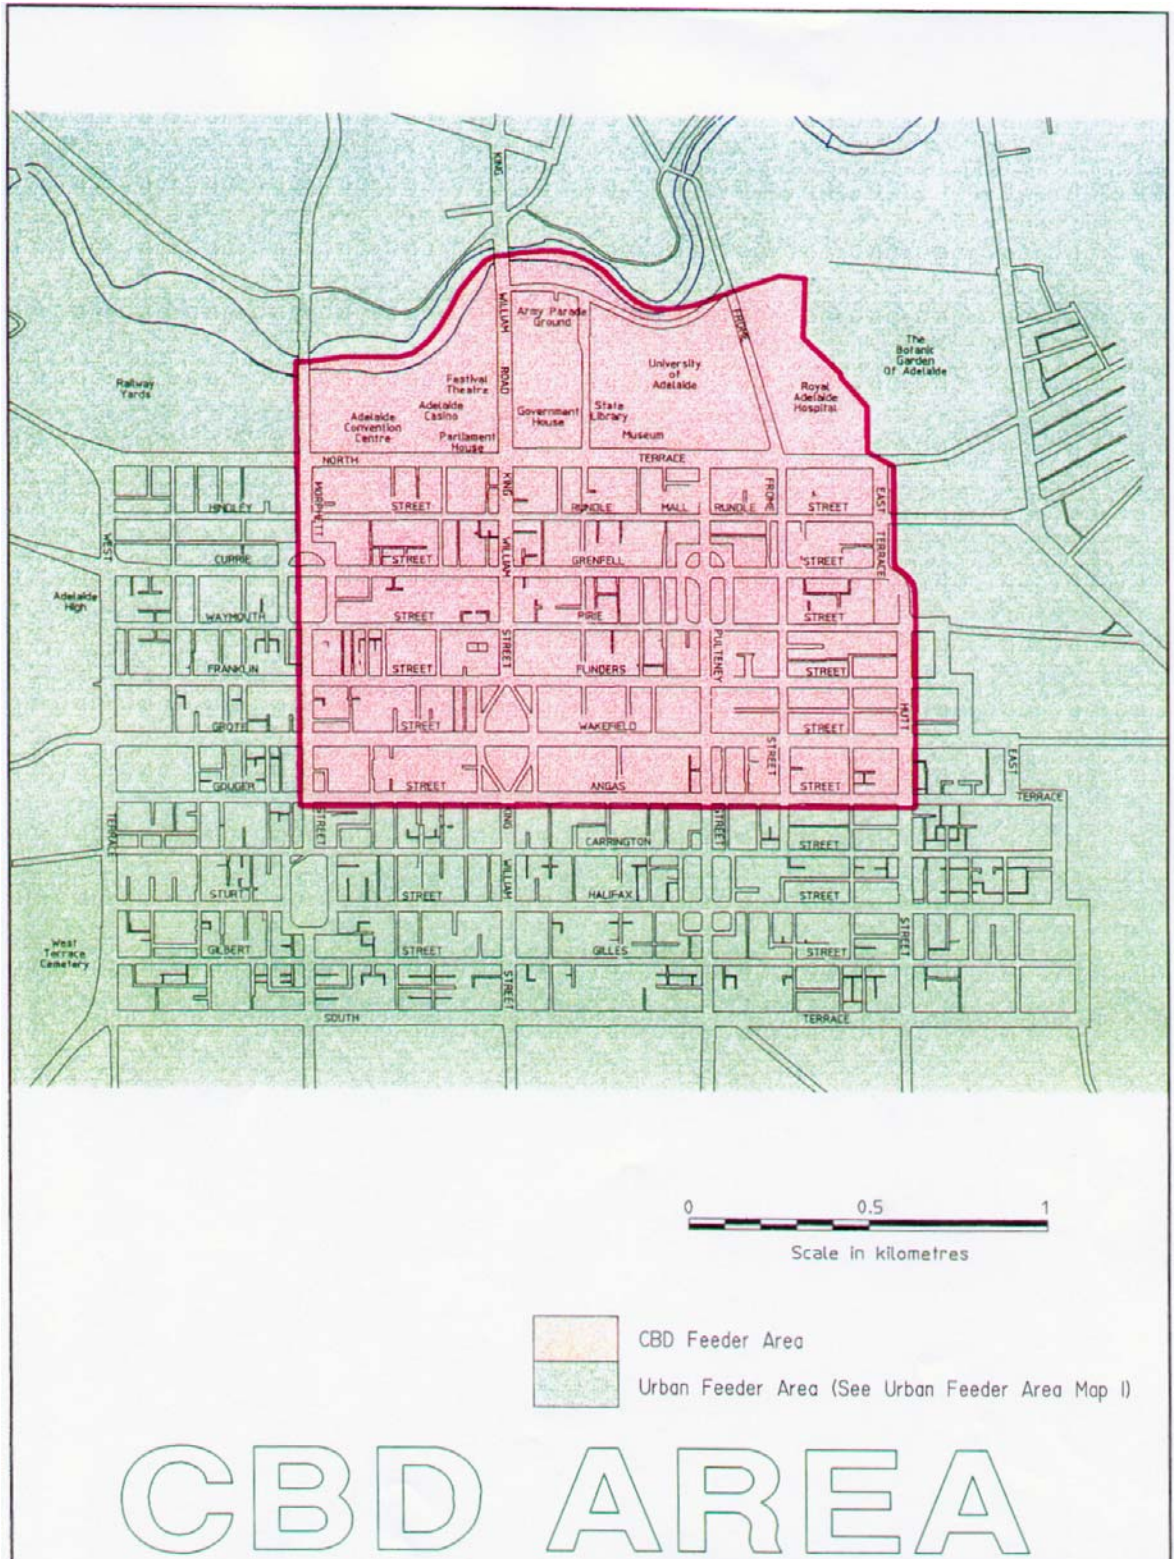 KING
WILLIAM
ROAD
FROME
Army Parade
Ground
The
Botanic
Garden
Of Adelaide
Railway
Yards
Festival
Theatre
University
of
Adelaide
Royal
Adelaide
Hospital
Adelaide
Casino
Adelaide
Convention
Centre
Parliament
House
Government
House
State
Library
Museum
NORTH TERRACE
HINDLEY STREET RUNDLE MALL RUNDLE STREET
MORPHETT
KING
FROME
EAST
TERRACE
WEST
WILLIAM
CURRIE STREET GRENFELL STREET
Adelaide
High
WAYMOUTH STREET PIRIE STREET
STREET
PULTENEY
FRANKLIN STREET FLINDERS STREET
HUTT
GROTE STREET WAKEFIELD STREET
STREET
EAST
GOUGER STREET ANGAS STREET
TERRACE
TERRACE
STREET
KING
STREET
CARRINGTON STREET
WILLIAM
STURT STREET HALIFAX STREET
STREET
GILBERT STREET GILLES STREET
West
Terrace
Cemetery
STREET
SOUTH TERRACE
0 0.5 1
Scale in kilometres
CBD Feeder Area
Urban Feeder Area (See Urban Feeder Area Map 1)
CBD AREA